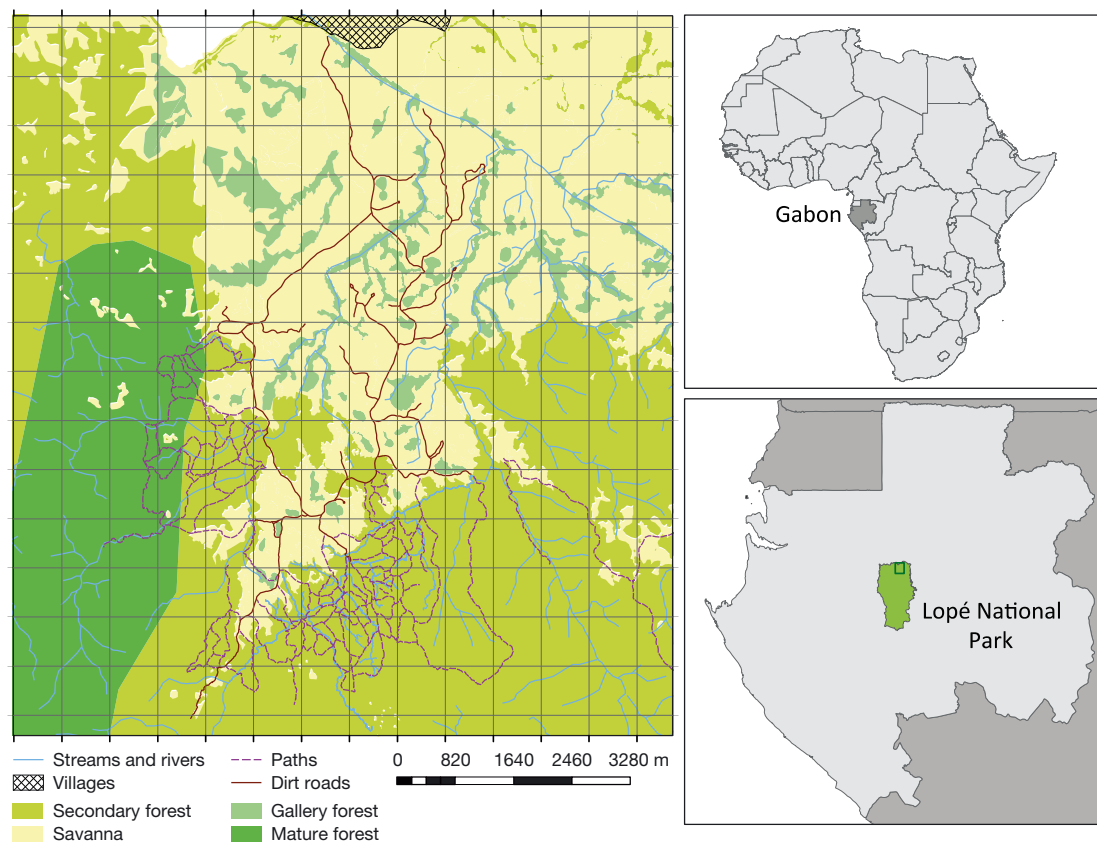 Gabon
Lopé National
Park
Streams and rivers
Paths
0 820 1640 2460 3280 m
Villages
Dirt roads
Secondary forest
Gallery forest
Savanna
Mature forest